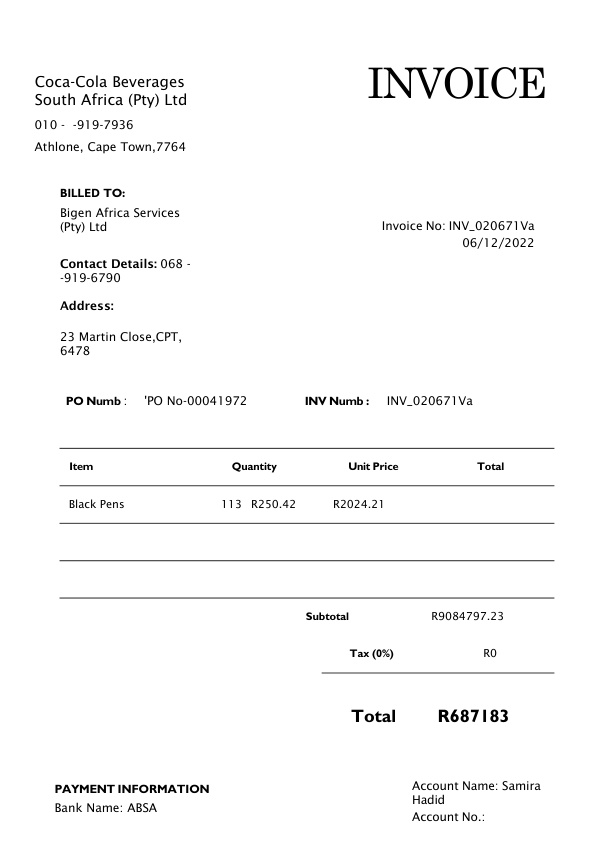 Coca-Cola Beverages
South Africa (Pty) Ltd
INVOICE
010 -  -919-7936
Athlone, Cape Town,7764
BILLED TO:
Bigen Africa Services
(Pty) Ltd
Invoice No: INV_020671Va
06/12/2022
Contact Details: 068 -
-919-6790
Address:
23 Martin Close,CPT,
6478
PO Numb : 'PO No-00041972 INV Numb : INV_020671Va
Item Quantity Unit Price Total
Black Pens 113 R250.42 R2024.21
Subtotal R9084797.23
Tax (0%) R0
Total R687183
PAYMENT INFORMATION
Bank Name: ABSA
Account Name: Samira
Hadid
Account No.: